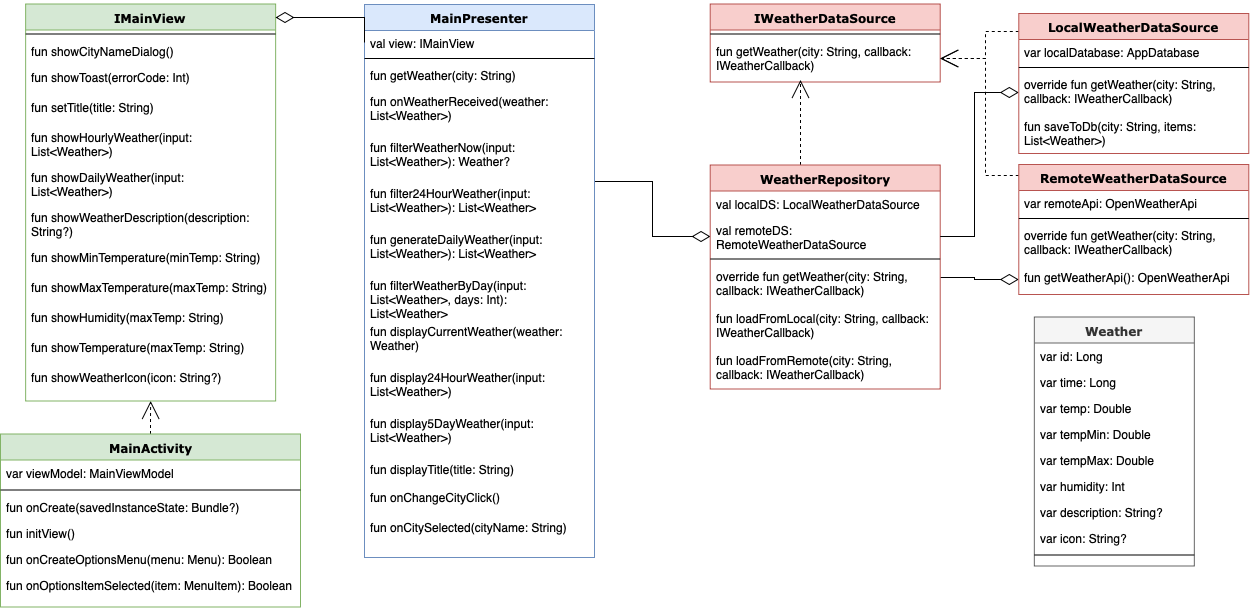 IMainView
fun showCityNameDialog()
fun showToast(errorCode: Int)
fun setTitle(title: String)
fun showHourlyWeather(input:
List<Weather>)
fun showDailyWeather(input:
List<Weather>)
fun showWeatherDescription(description:
String?)
fun showMinTemperature(minTemp: String)
fun showMaxTemperature(maxTemp: String)
fun showHumidity(maxTemp: String)
fun showTemperature(maxTemp: String)
fun showWeatherIcon(icon: String?)
MainActivity
var viewModel: MainViewModel
fun onCreate(savedInstanceState: Bundle?)
fun initView()
fun onCreateOptionsMenu(menu: Menu): Boolean
fun onOptionsItemSelected(item: MenuItem): Boolean
MainPresenter
val view: IMainView
fun getWeather(city: String)
fun onWeatherReceived(weather:
List<Weather>)
fun filterWeatherNow(input:
List<Weather>): Weather?
fun filter24HourWeather(input:
List<Weather>): List<Weather>
fun generateDailyWeather(input:
List<Weather>): List<Weather>
fun filterWeatherByDay(input:
List<Weather>, days: Int):
List<Weather>
fun displayCurrentWeather(weather:
Weather)
fun display24HourWeather(input:
List<Weather>)
fun display5DayWeather(input:
List<Weather>)
fun displayTitle(title: String)
fun onChangeCityClick()
fun onCitySelected(cityName: String)
IWeatherDataSource
fun getWeather(city: String, callback:
IWeatherCallback)
WeatherRepository
val localDS: LocalWeatherDataSource
val remoteDS:
RemoteWeatherDataSource
override fun getWeather(city: String,
callback: IWeatherCallback)
fun loadFromLocal(city: String, callback:
IWeatherCallback)
fun loadFromRemote(city: String,
callback: IWeatherCallback)
LocalWeatherDataSource
var localDatabase: AppDatabase
override fun getWeather(city: String,
callback: IWeatherCallback)
fun saveToDb(city: String, items:
List<Weather>)
RemoteWeatherDataSource
var remoteApi: OpenWeatherApi
override fun getWeather(city: String,
callback: IWeatherCallback)
fun getWeatherApi(): OpenWeatherApi
Weather
var id: Long
var time: Long
var temp: Double
var tempMin: Double
var tempMax: Double
var humidity: Int
var description: String?
var icon: String?